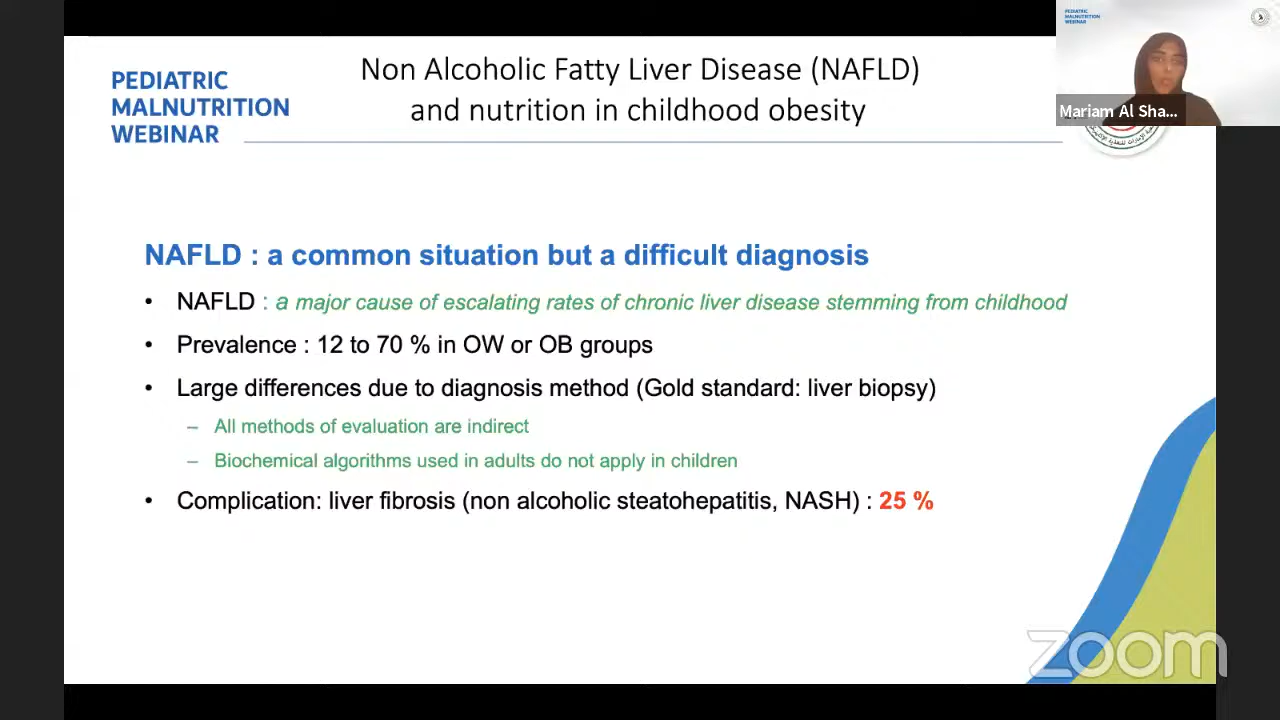 PEDIATRIC
MALNUTRITION
WEBINAR
Non Alcoholic Fatty Liver Disease (NAFLD)
and nutrition in childhood obesity
PEDIATRIC
MALNUTRITION
WEBINAR
Mariam Al Sha...
NAFLD : a common situation but a difficult diagnosis
• NAFLD : a major cause of escalating rates of chronic liver disease stemming from childhood
• Prevalence : 12 to 70 % in OW or OB groups
• Large differences due to diagnosis method (Gold standard: liver biopsy)
– All methods of evaluation are indirect
– Biochemical algorithms used in adults do not apply in children
• Complication: liver fibrosis (non alcoholic steatohepatitis, NASH) : 25 %
zoom